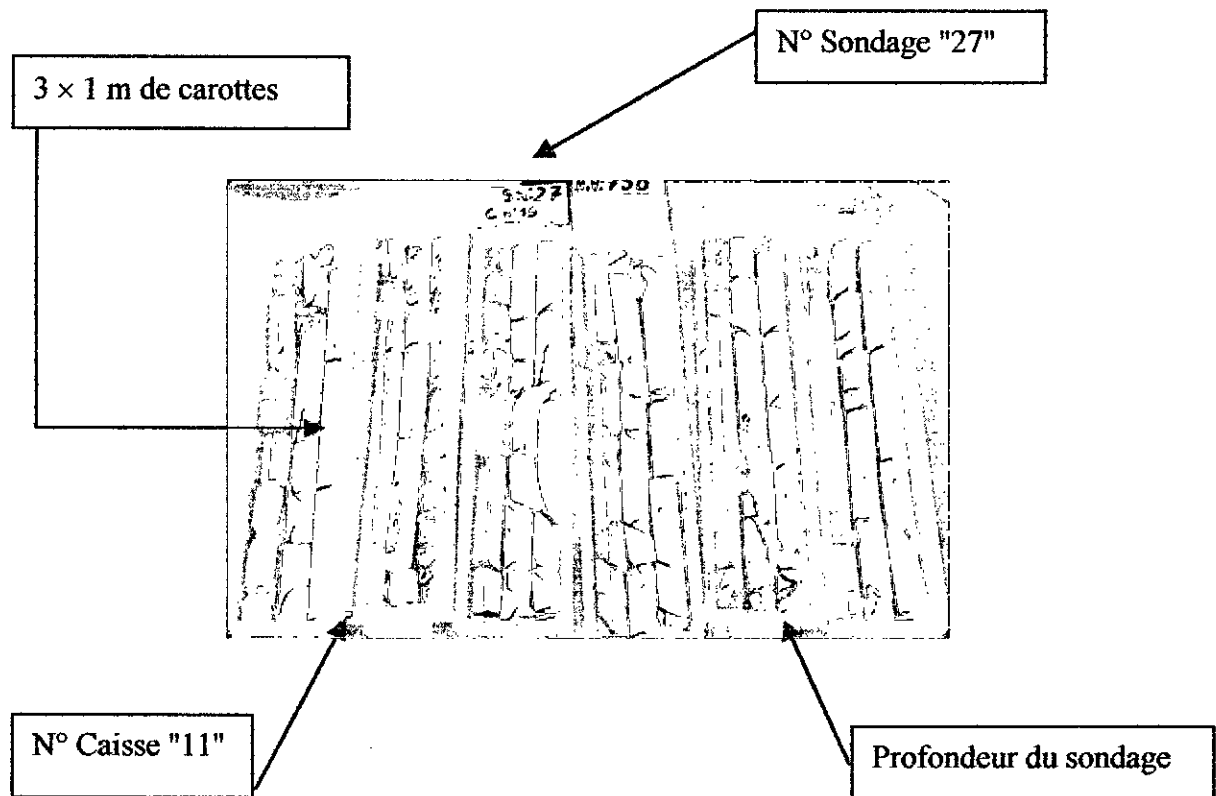 N° Sondage "27"
3 × 1 m de carottes
N° Caisse "11"
Profondeur du sondage